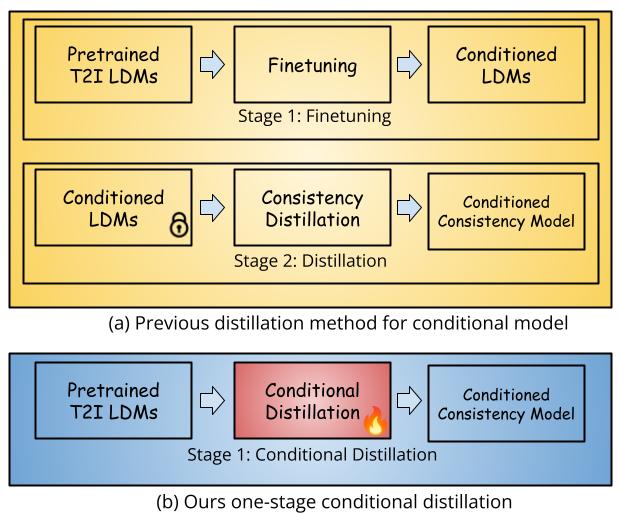 Pretrained
T2I LDMs
Finetuning
Conditioned
LDMs
Stage 1: Finetuning
Conditioned
LDMs
Consistency
Distillation
Conditioned
Consistency Model
Stage 2: Distillation
(a) Previous distillation method for conditional model
Pretrained
T2I LDMs
Conditional
Distillation
Conditioned
Consistency Model
Stage 1: Conditional Distillation
(b) Ours one-stage conditional distillation